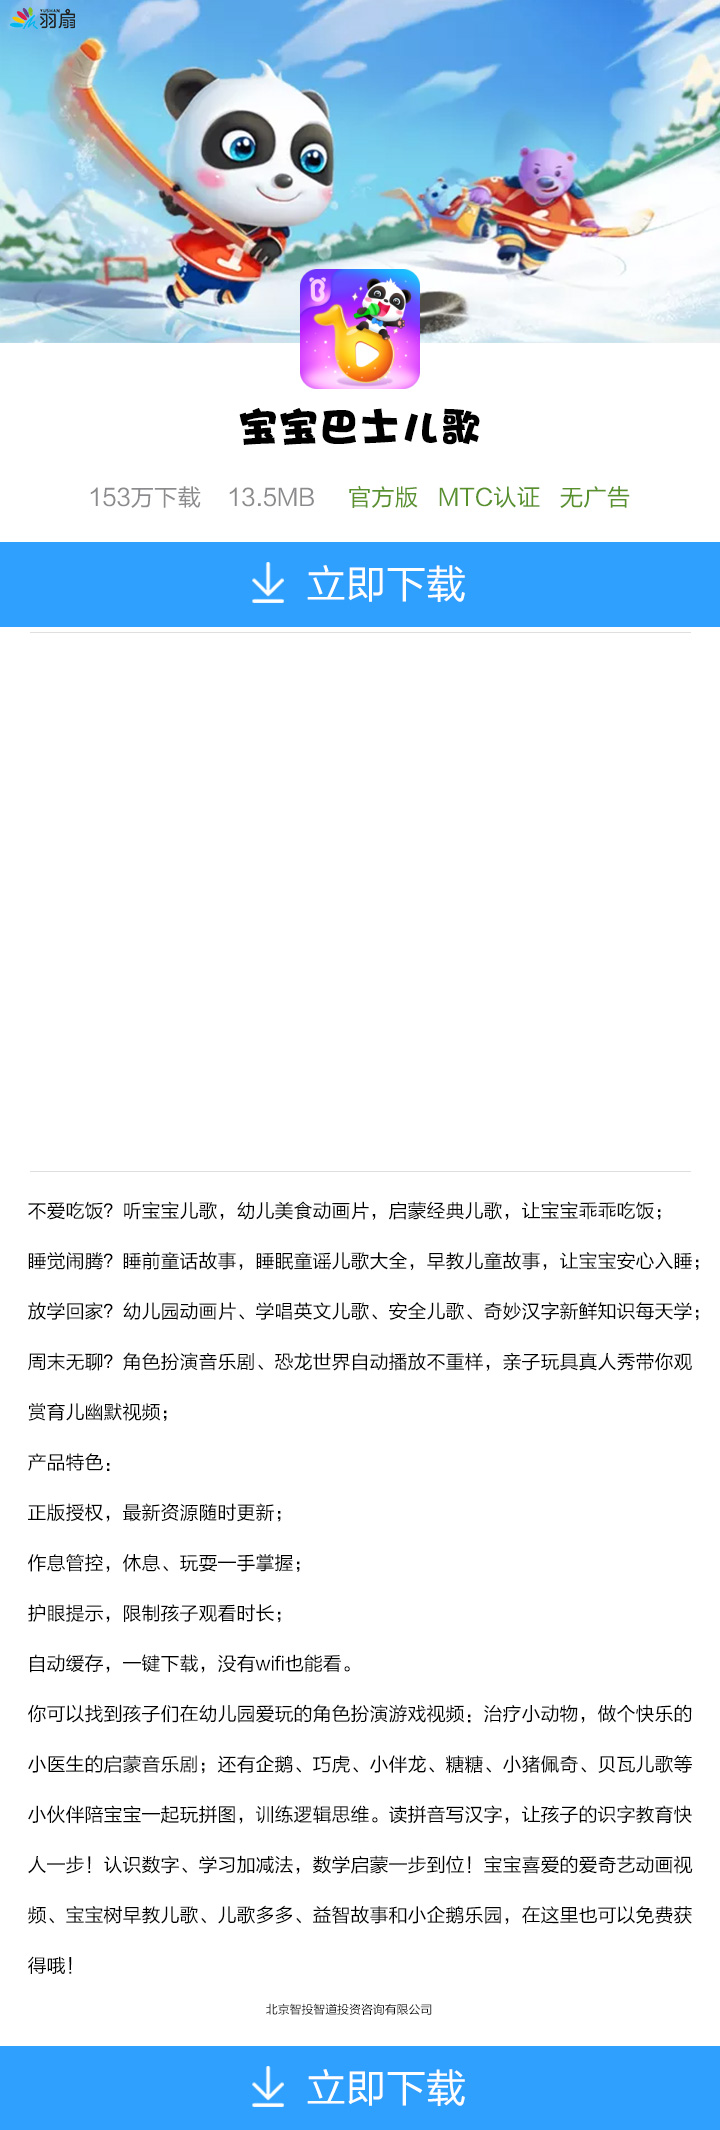 YUSHAN
羽扇
宝宝巴士儿歌
153万下载 13.5MB 官方版 MTC认证 无广告
立即下载
不爱吃饭？听宝宝儿歌，幼儿美食动画片，启蒙经典儿歌，让宝宝乖乖吃饭；
睡觉闹腾？睡前童话故事，睡眠童谣儿歌大全，早教儿童故事，让宝宝安心入睡；
放学回家？幼儿园动画片、学唱英文儿歌、安全儿歌、奇妙汉字新鲜知识每天学；
周末无聊？角色扮演音乐剧、恐龙世界自动播放不重样，亲子玩具真人秀带你观
赏育儿幽默视频；
产品特色：
正版授权，最新资源随时更新；
作息管控，休息、玩耍一手掌握；
护眼提示，限制孩子观看时长；
自动缓存，一键下载，没有wifi也能看。
你可以找到孩子们在幼儿园爱玩的角色扮演游戏视频：治疗小动物，做个快乐的
小医生的启蒙音乐剧；还有企鹅、巧虎、小伴龙、糖糖、小猪佩奇、贝瓦儿歌等
小伙伴陪宝宝一起玩拼图，训练逻辑思维。读拼音写汉字，让孩子的识字教育快
人一步！认识数字、学习加减法，数学启蒙一步到位！宝宝喜爱的爱奇艺动画视
频、宝宝树早教儿歌、儿歌多多、益智故事和小企鹅乐园，在这里也可以免费获
得哦！
北京智投智道投资咨询有限公司
立即下载